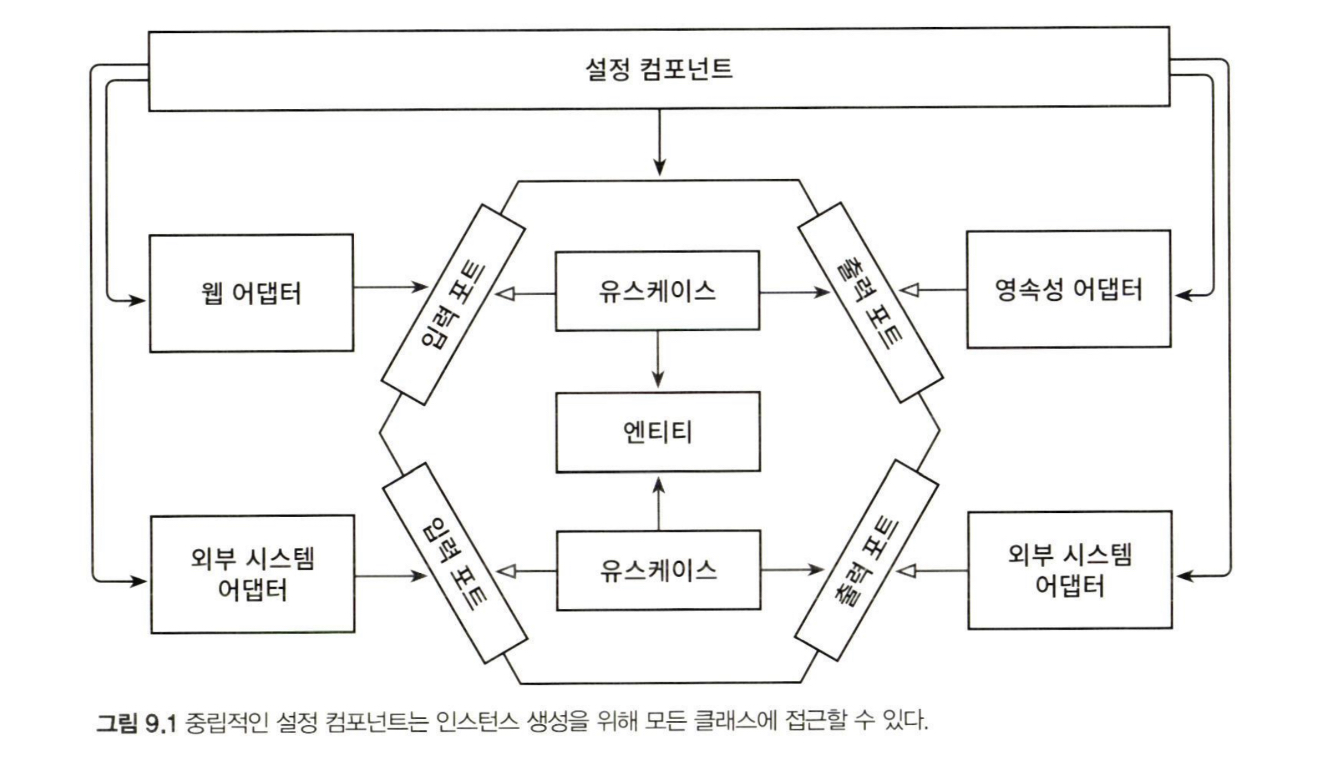 설정 컴포넌트
웹 어댑터
입력 포트
유스케이스
출력 포트
영속성 어댑터
엔티티
외부 시스템
어댑터
입력 포트
유스케이스
출력 포트
외부 시스템
어댑터
그림 9.1 중립적인 설정 컴포넌트는 인스턴스 생성을 위해 모든 클래스에 접근할 수 있다.